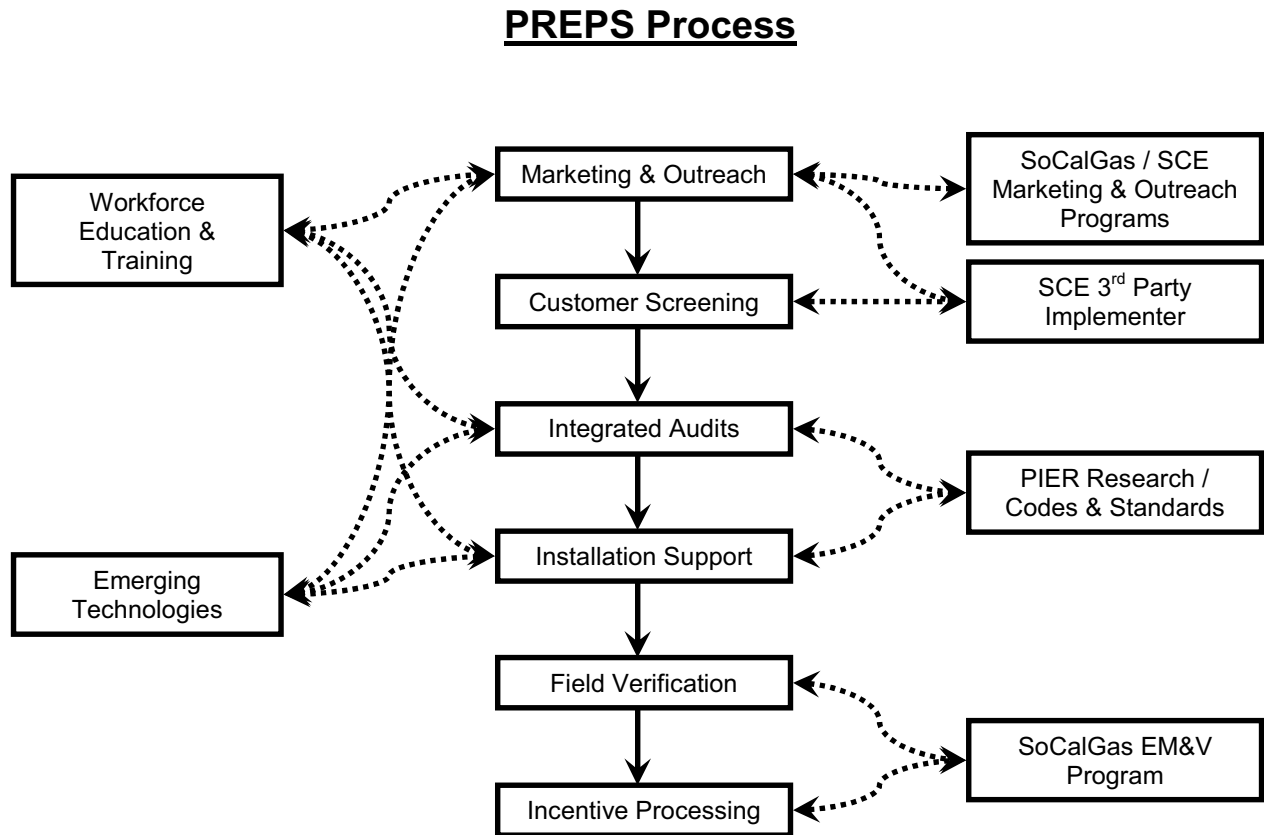 PREPS Process
Marketing & Outreach
SoCalGas / SCE
Marketing & Outreach
Programs
Workforce
Education &
Training
Customer Screening
SCE 3rd Party
Implementer
Integrated Audits
PIER Research /
Codes & Standards
Installation Support
Emerging
Technologies
Field Verification
SoCalGas EM&V
Program
Incentive Processing